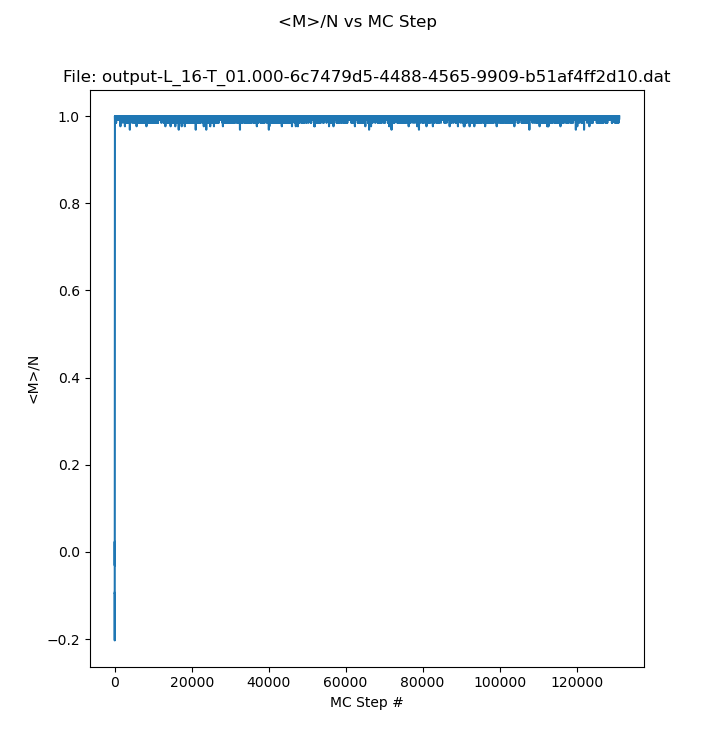 <M>/N vs MC Step
File: output-L_16-T_01.000-6c7479d5-4488-4565-9909-b51af4ff2d10.dat
1.0
0.8
0.6
0.4
0.2
0.0
−0.2
<M>/N
0 20000 40000 60000 80000 100000 120000
MC Step #